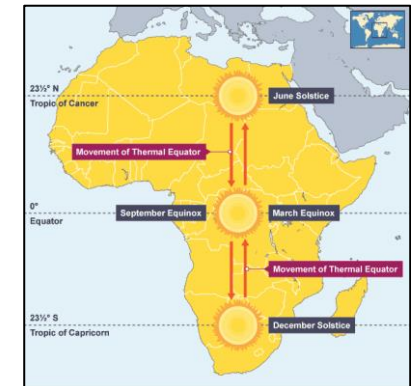 23½° N
Tropic of Cancer
June Solstice
Movement of Thermal Equator
0°
Equator
September Equinox
March Equinox
Movement of Thermal Equator
23½° S
Tropic of Capricorn
December Solstice